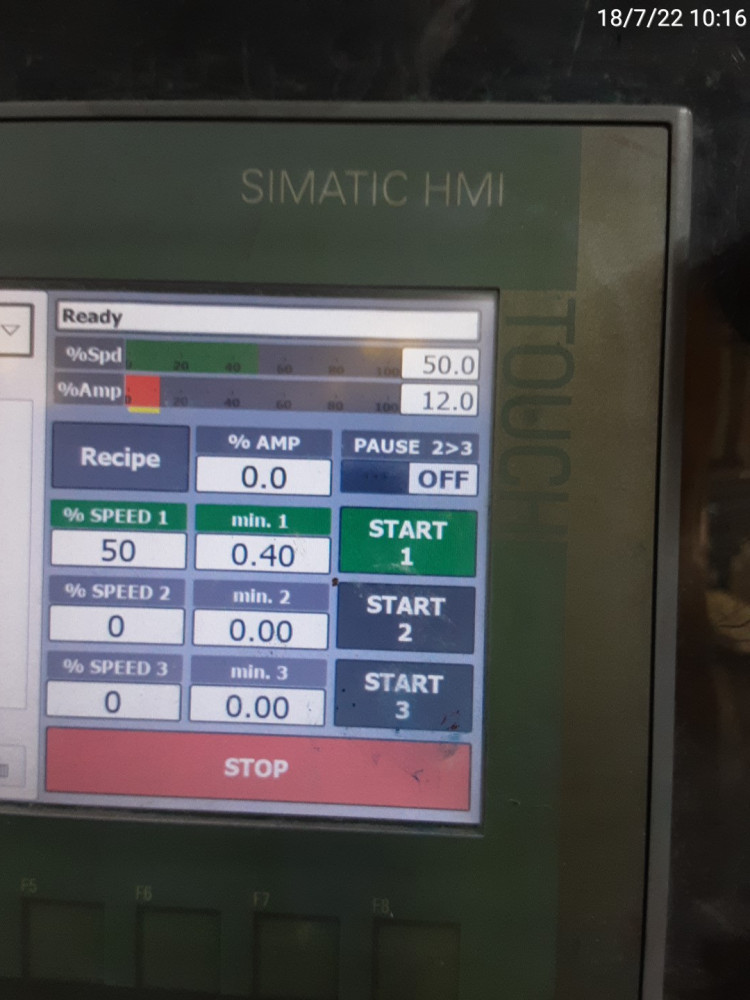 18/7/22 10:16
SIMATIC HMI
TOUCH
Ready
%Spd 0 20 40 60 80 100 50.0
%Amp 0 20 40 60 80 100 12.0
Recipe
% AMP
0.0
PAUSE 2>3
OFF
% SPEED 1
50
min. 1
0.40
START
1
% SPEED 2
0
min. 2
0.00
START
2
% SPEED 3
0
min. 3
0.00
START
3
STOP
F5 F6 F7 F8